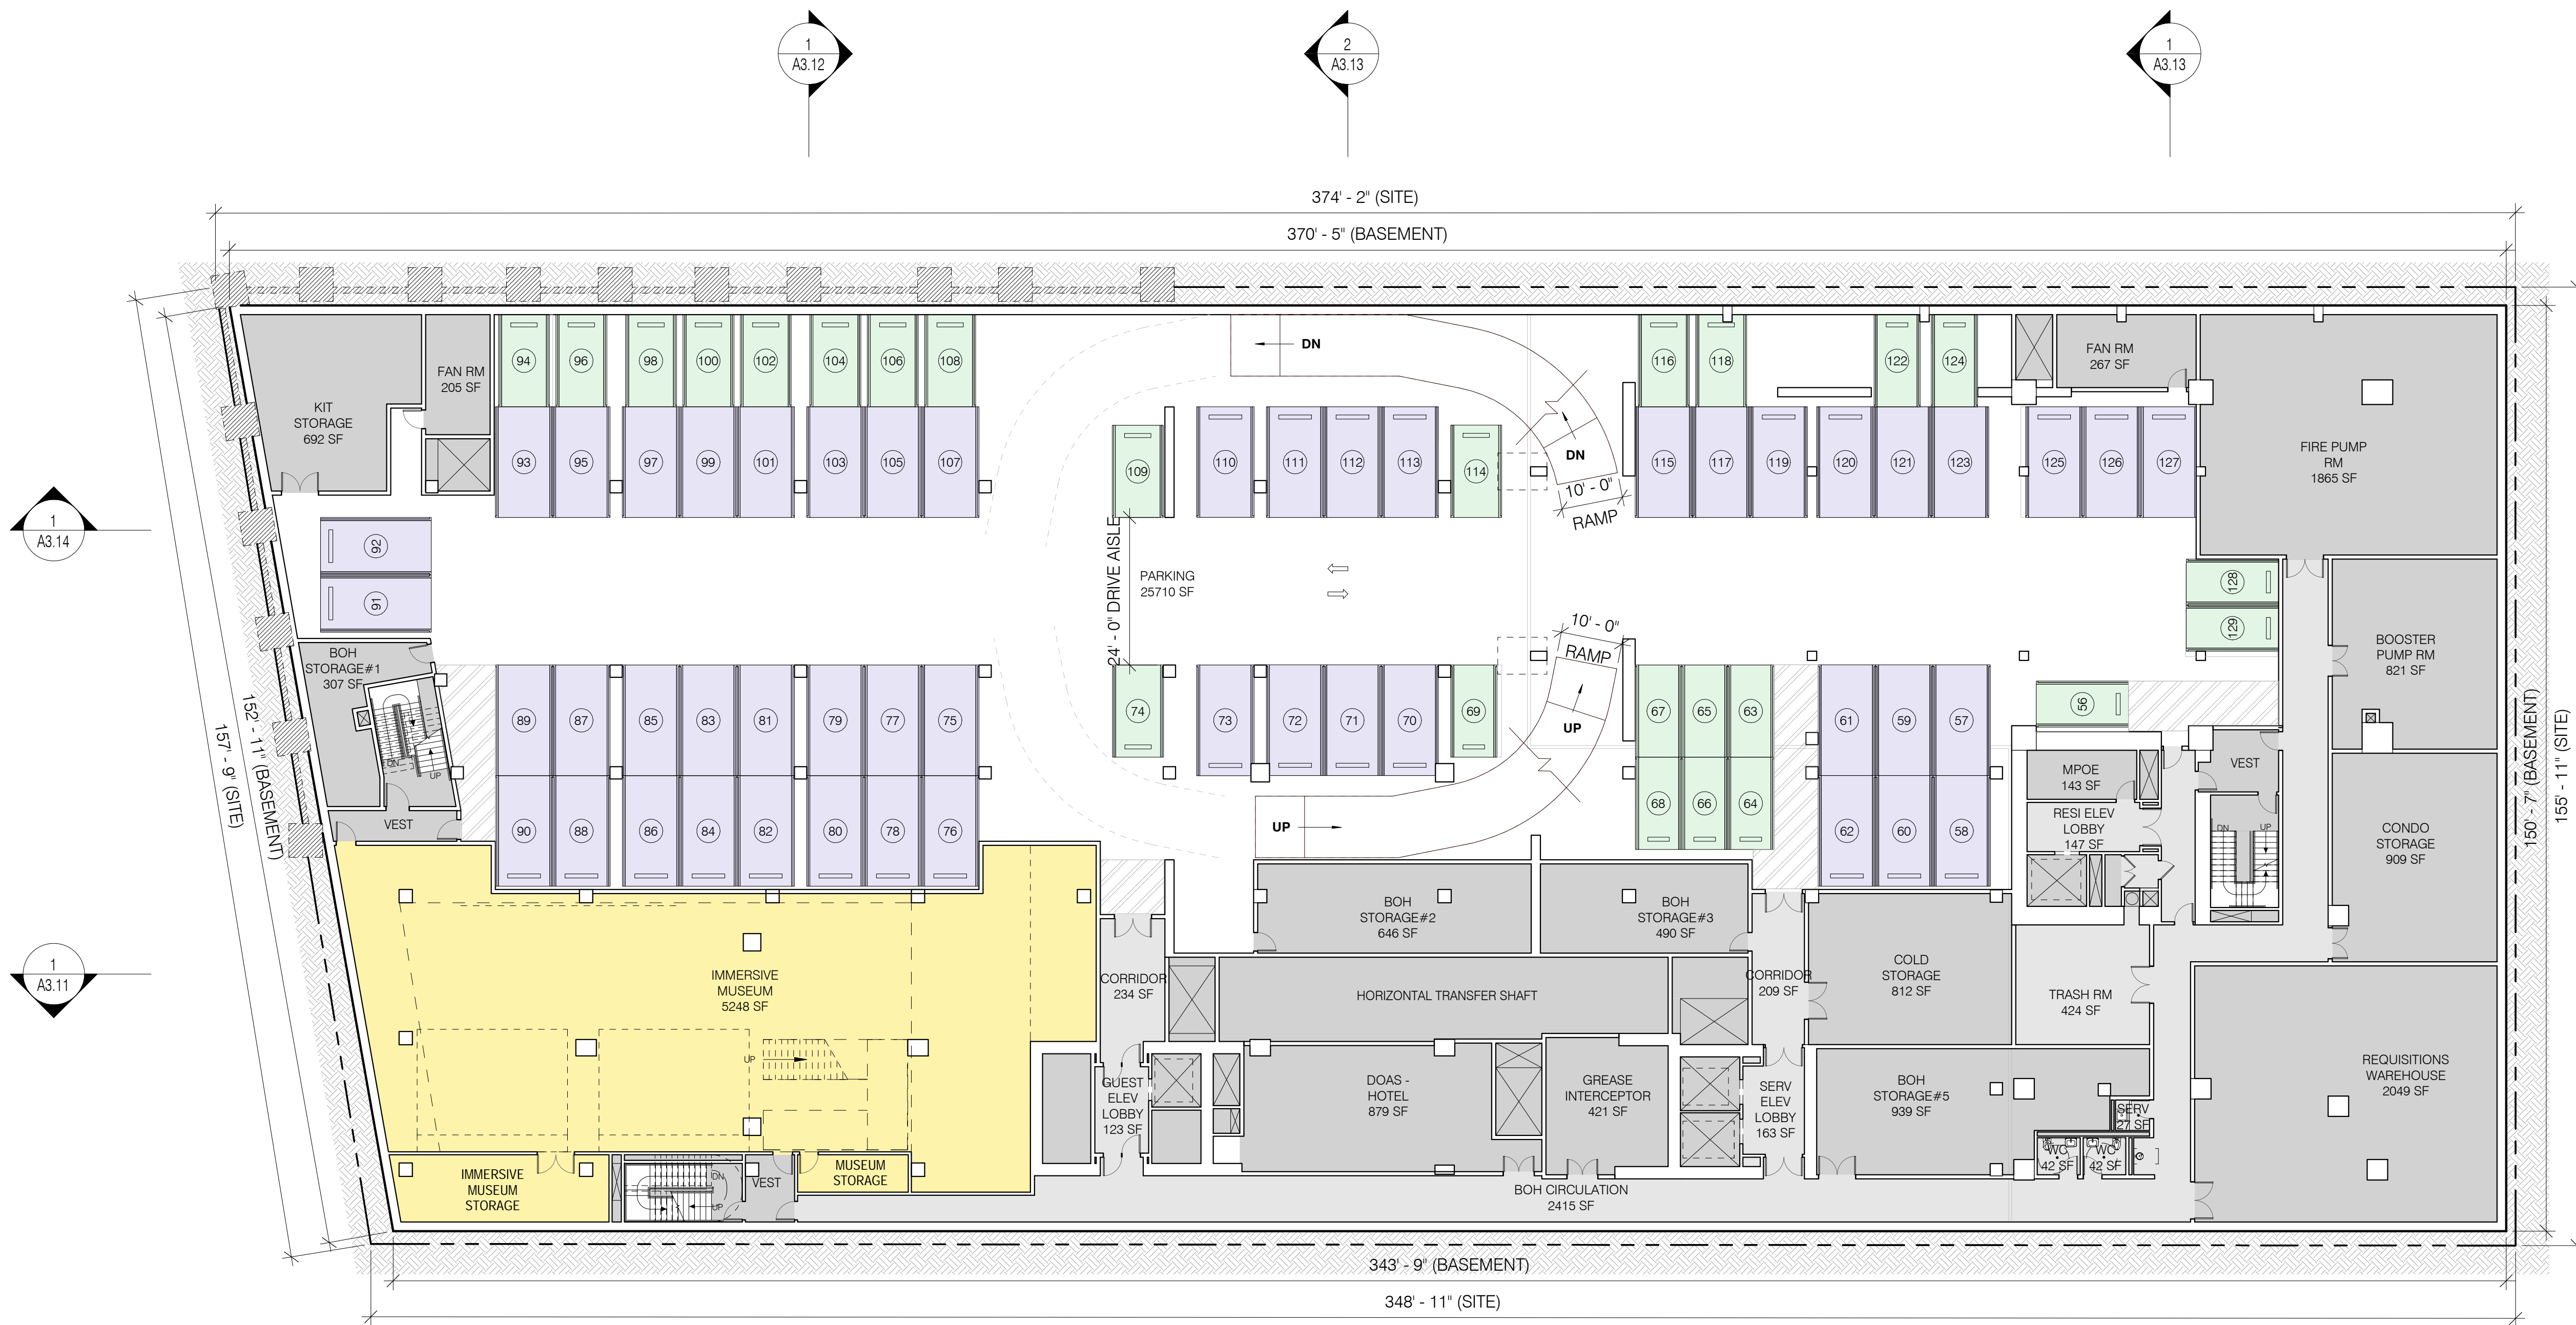 1
A3.12
2
A3.13
1
A3.13
374' - 2" (SITE)
370' - 5" (BASEMENT)
94
96
98
100
102
104
106
108
DN
116
118
122
124
FAN RM
267 SF
FAN RM
205 SF
KIT
STORAGE
692 SF
93
95
97
99
101
103
105
107
109
110
111
112
113
114
DN
10' - 0"
RAMP
115
117
119
120
121
123
125
126
127
FIRE PUMP
RM
1865 SF
1
A3.14
92
91
24' - 0" DRIVE AISLE
PARKING
25710 SF
128
129
10' - 0"
RAMP
BOOSTER
PUMP RM
821 SF
BOH
STORAGE#1
307 SF
DN
UP
VEST
157' - 9" (SITE)
152' - 11" (BASEMENT)
89
87
85
83
81
79
77
75
74
73
72
71
70
69
UP
67
65
63
61
59
57
56
90
88
86
84
82
80
78
76
UP
68
66
64
62
60
58
MPOE
143 SF
RESI ELEV
LOBBY
147 SF
VEST
DN
UP
CONDO
STORAGE
909 SF
150' - 7" (BASEMENT)
155' - 11" (SITE)
1
A3.11
IMMERSIVE
MUSEUM
5248 SF
UP
CORRIDOR
234 SF
BOH
STORAGE#2
646 SF
BOH
STORAGE#3
490 SF
HORIZONTAL TRANSFER SHAFT
CORRIDOR
209 SF
COLD
STORAGE
812 SF
TRASH RM
424 SF
REQUISITIONS
WAREHOUSE
2049 SF
GUEST
ELEV
LOBBY
123 SF
DOAS -
HOTEL
879 SF
GREASE
INTERCEPTOR
421 SF
SERV
ELEV
LOBBY
163 SF
BOH
STORAGE#5
939 SF
SERV
27 SF
WC
42 SF
WC
42 SF
IMMERSIVE
MUSEUM
STORAGE
DN
UP
VEST
MUSEUM
STORAGE
BOH CIRCULATION
2415 SF
343' - 9" (BASEMENT)
348' - 11" (SITE)